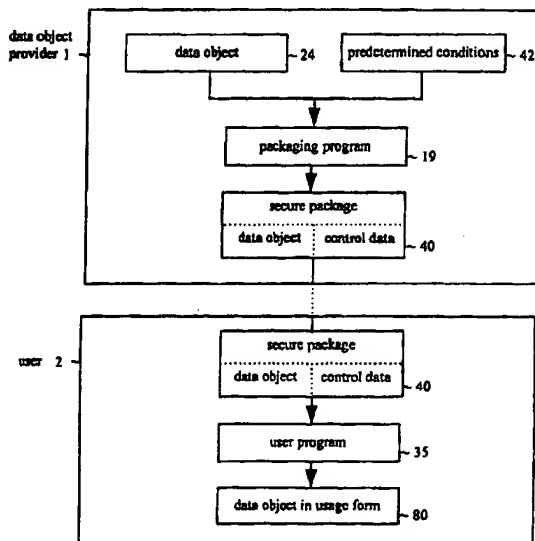 data object
provider 1
data object
24
predetermined conditions
42
packaging program
19
secure package
data object
control data
40
user 2
secure package
data object
control data
40
user program
35
data object in usage form
80